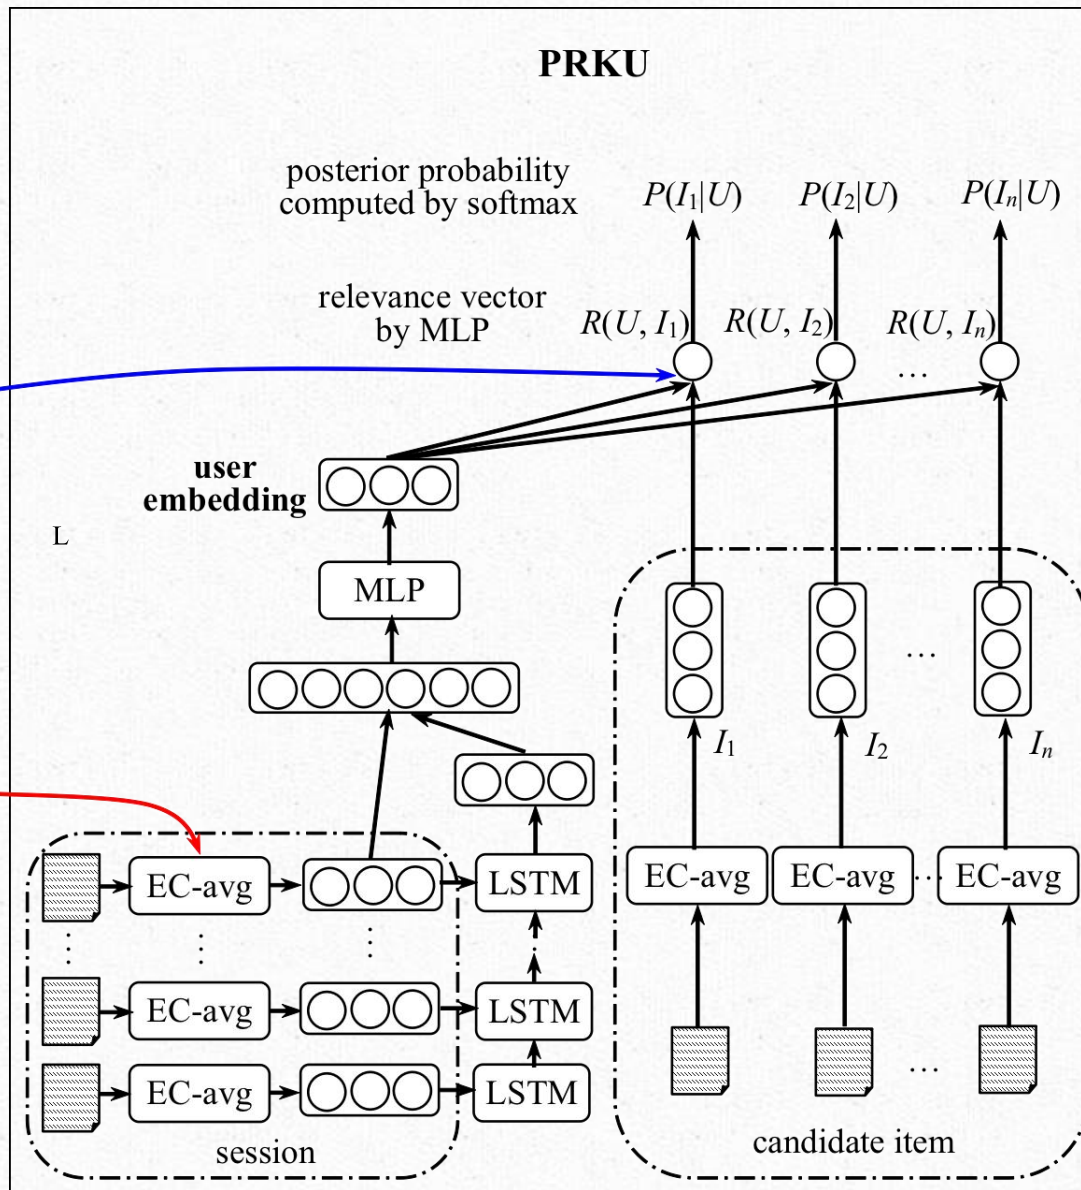 PRKU
posterior probability
computed by softmax
P(I1|U)
P(I2|U)
P(In|U)
relevance vector
by MLP
R(U, I1)
R(U, I2)
R(U, In)
...
user
embedding
L
MLP
...
I1
I2
In
EC-avg
LSTM
EC-avg
EC-avg
...
EC-avg
EC-avg
LSTM
EC-avg
LSTM
...
session
candidate item